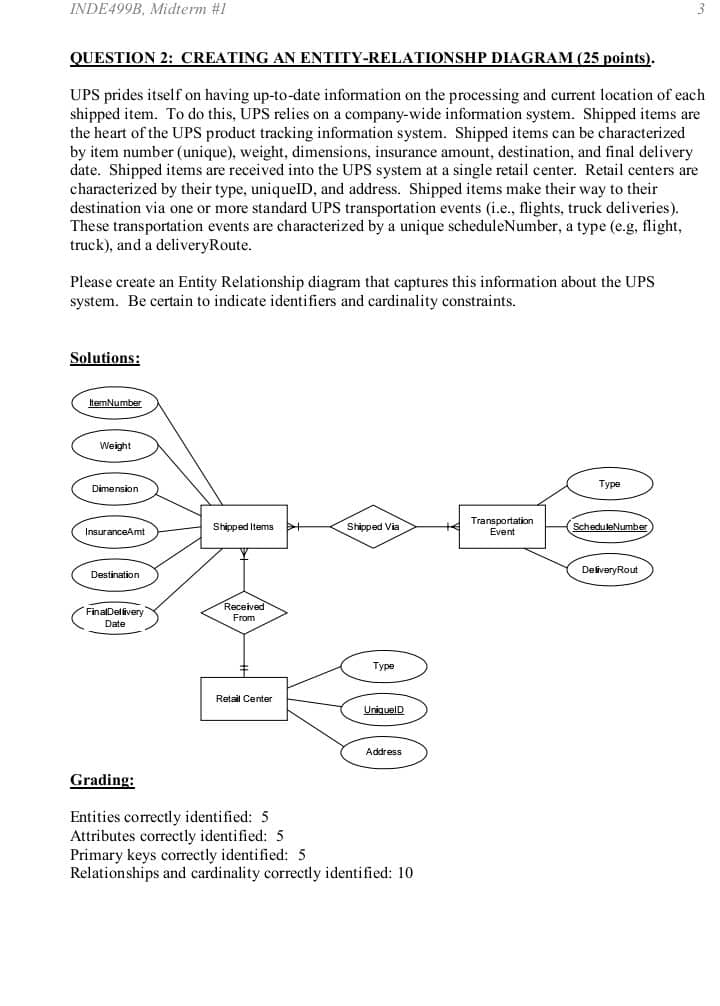 INDE499B, Midterm #1 3
QUESTION 2: CREATING AN ENTITY-RELATIONSHP DIAGRAM (25 points).
UPS prides itself on having up-to-date information on the processing and current location of each
shipped item. To do this, UPS relies on a company-wide information system. Shipped items are
the heart of the UPS product tracking information system. Shipped items can be characterized
by item number (unique), weight, dimensions, insurance amount, destination, and final delivery
date. Shipped items are received into the UPS system at a single retail center. Retail centers are
characterized by their type, uniqueID, and address. Shipped items make their way to their
destination via one or more standard UPS transportation events (i.e., flights, truck deliveries).
These transportation events are characterized by a unique scheduleNumber, a type (e.g, flight,
truck), and a deliveryRoute.
Please create an Entity Relationship diagram that captures this information about the UPS
system. Be certain to indicate identifiers and cardinality constraints.
Solutions:
ItemNumber
Weight
Dimension
InsuranceAmt
Destination
FinalDellivery
Date
Shipped Items
Shipped Via
Transportation
Event
Type
ScheduleNumber
DeliveryRout
Received
From
Retail Center
Type
UniqueID
Address
Grading:
Entities correctly identified: 5
Attributes correctly identified: 5
Primary keys correctly identified: 5
Relationships and cardinality correctly identified: 10